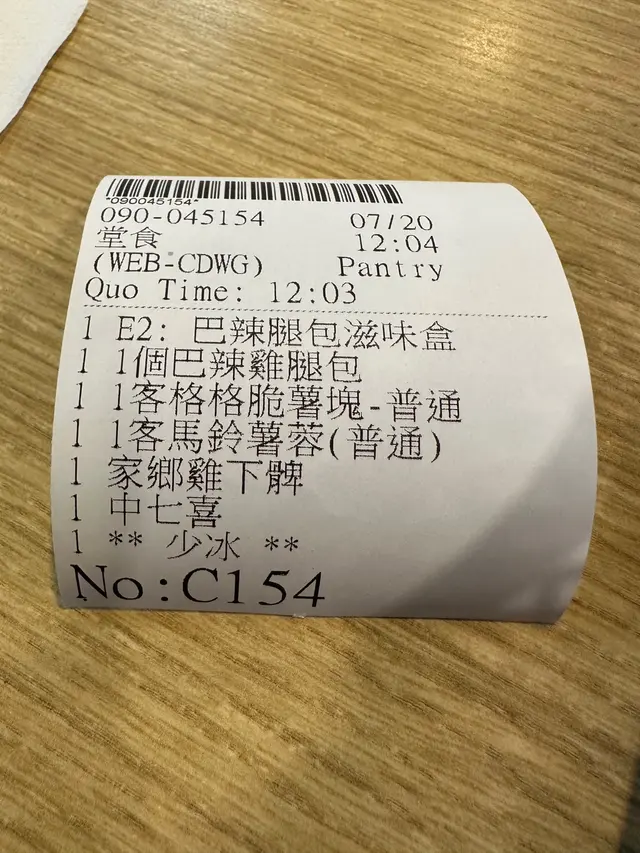 *090045154*
090-045154 07/20
堂食 12:04
(WEB-CDWG) Pantry
Quo Time: 12:03
1 E2: 巴辣腿包滋味盒
1 1個巴辣雞腿包
1 1客格格脆薯塊-普通
1 1客馬鈴薯蓉(普通)
1 家鄉雞下髀
1 中七喜
1 ** 少冰 **
No:C154